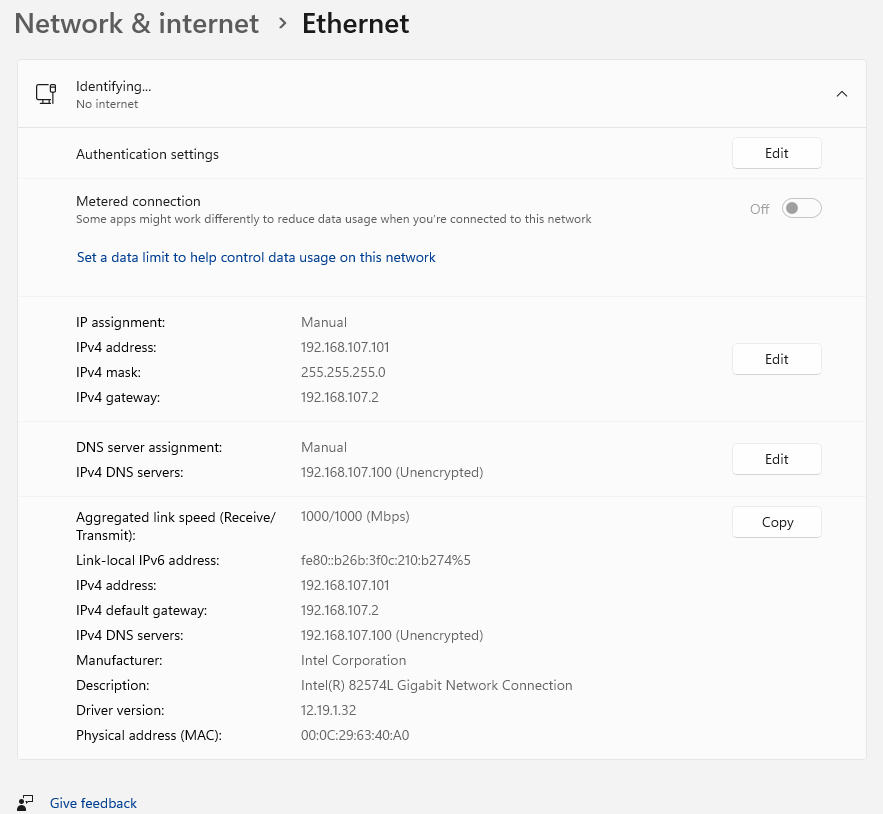 Network & internet > Ethernet
Identifying...
No internet
Authentication settings
Edit
Metered connection
Some apps might work differently to reduce data usage when you're connected to this network
Off
Set a data limit to help control data usage on this network
IP assignment: Manual
IPv4 address: 192.168.107.101
IPv4 mask: 255.255.255.0
IPv4 gateway: 192.168.107.2
Edit
DNS server assignment: Manual
IPv4 DNS servers: 192.168.107.100 (Unencrypted)
Edit
Aggregated link speed (Receive/ 1000/1000 (Mbps)
Transmit):
Copy
Link-local IPv6 address: fe80::b26b:3f0c:210:b274%5
IPv4 address: 192.168.107.101
IPv4 default gateway: 192.168.107.2
IPv4 DNS servers: 192.168.107.100 (Unencrypted)
Manufacturer: Intel Corporation
Description: Intel(R) 82574L Gigabit Network Connection
Driver version: 12.19.1.32
Physical address (MAC): 00:0C:29:63:40:A0
Give feedback